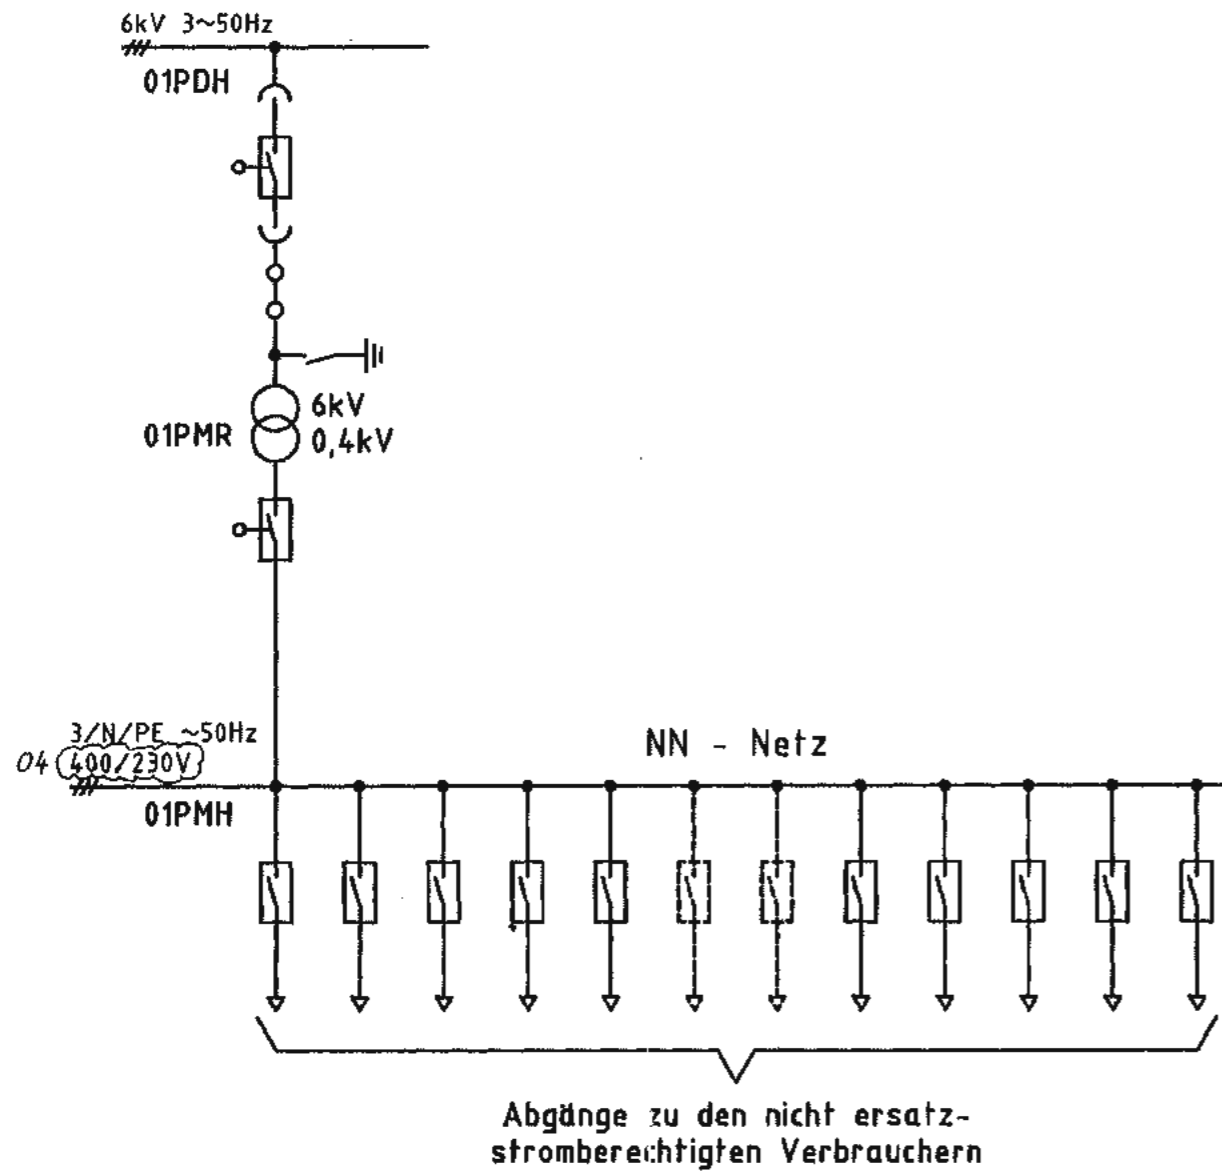 6kV 3~50Hz
01PDH
6kV
01PMR
0,4kV
3/N/PE ~50Hz
04 400/230V
NN - Netz
01PMH
Abgänge zu den nicht ersatz-
stromberechtigten Verbrauchern